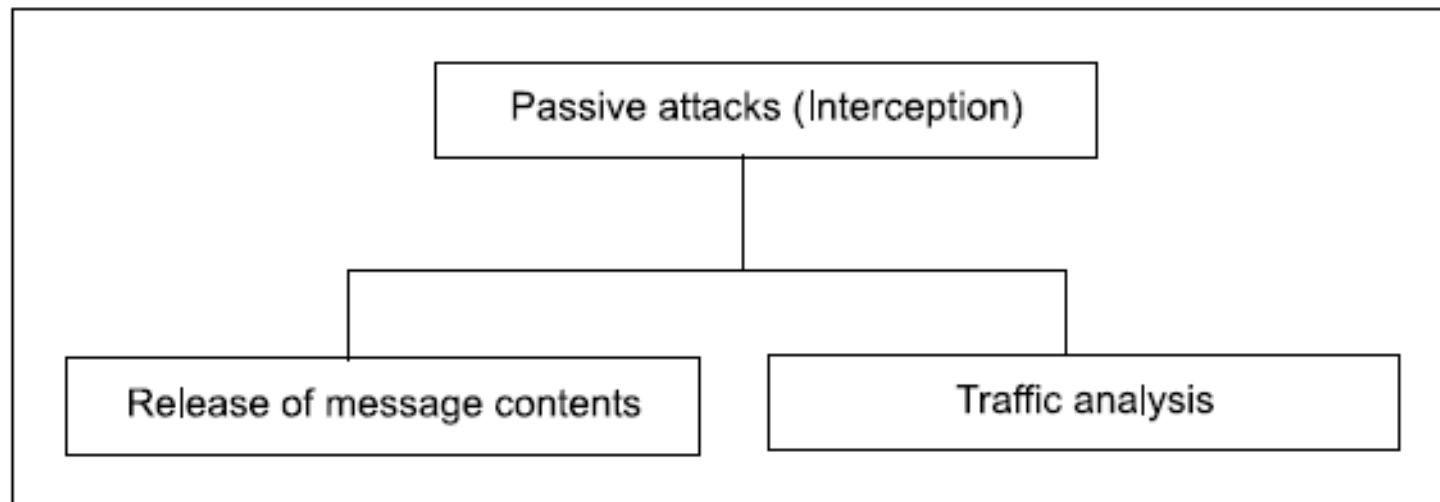 Passive attacks (Interception)
Release of message contents
Traffic analysis